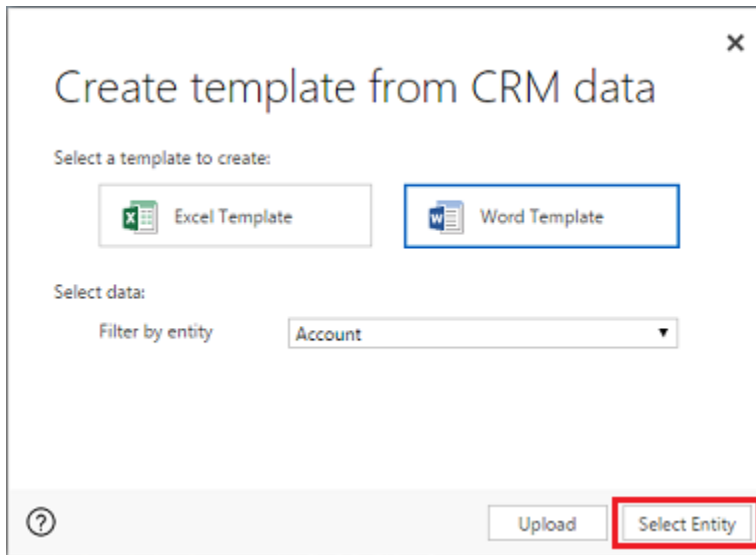 Create template from CRM data
Select a template to create:
Excel Template
Word Template
Select data:
Filter by entity
Account
Upload
Select Entity